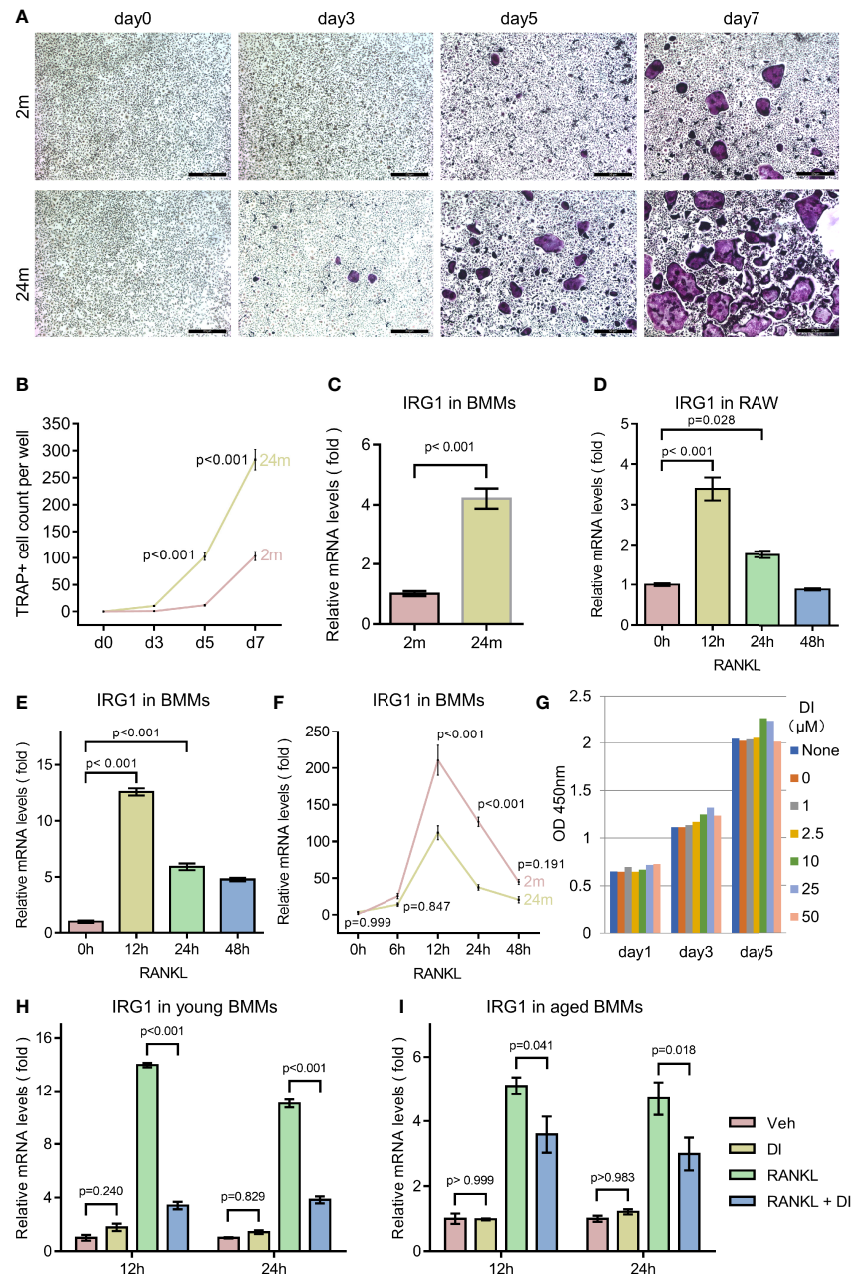 A
day0
day3
day5
day7
2m
24m
B
TRAP+ cell count per well
350
300
250
200
150
100
50
0
p<0.001
24m
p<0.001
2m
d0
d3
d5
d7
C
IRG1 in BMMs
Relative mRNA levels ( fold )
6
4
2
0
p< 0.001
2m
24m
D
IRG1 in RAW
Relative mRNA levels ( fold )
5
4
3
2
1
0
p=0.028
p< 0.001
0h
12h
24h
48h
RANKL
E
IRG1 in BMMs
Relative mRNA levels ( fold )
15
10
5
0
p<0.001
p< 0.001
0h
12h
24h
48h
RANKL
F
IRG1 in BMMs
Relative mRNA levels ( fold )
250
200
150
100
50
0
p<0.001
p<0.001
p=0.191
2m
24m
p=0.847
p=0.999
0h
6h
12h
24h
48h
RANKL
G
OD 450nm
2.5
2
1.5
1
0.5
0
day1
day3
day5
DI
(μM)
None
0
1
2.5
10
25
50
H
IRG1 in young BMMs
Relative mRNA levels ( fold )
16
12
8
4
0
p<0.001
p<0.001
p=0.240
p=0.829
12h
24h
I
IRG1 in aged BMMs
Relative mRNA levels ( fold )
6
4
2
0
p=0.041
p=0.018
p> 0.999
p>0.983
12h
24h
Veh
DI
RANKL
RANKL + DI